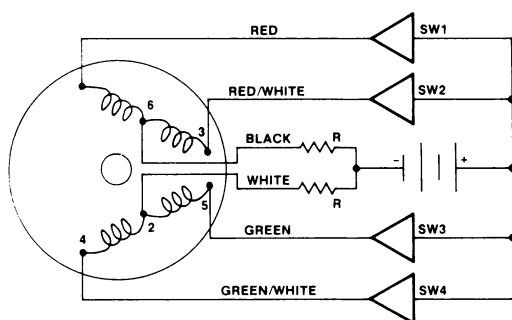 RED
SW1
RED/WHITE
SW2
6
3
BLACK
R
- +
WHITE
R
5
2
4
GREEN
SW3
GREEN/WHITE
SW4